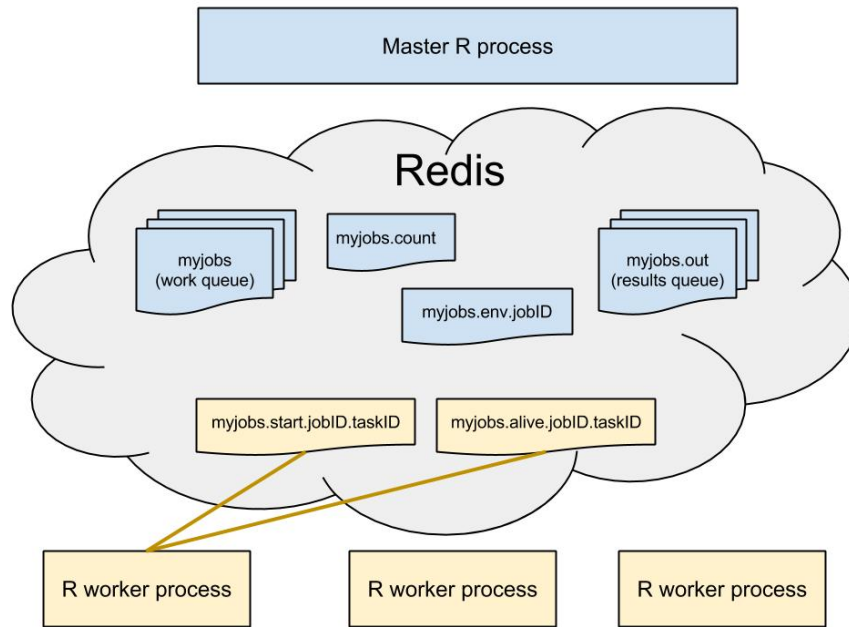 Master R process
Redis
myjobs
(work queue)
myjobs.count
myjobs.out
(results queue)
myjobs.env.jobID
myjobs.start.jobID.taskID
myjobs.alive.jobID.taskID
R worker process
R worker process
R worker process